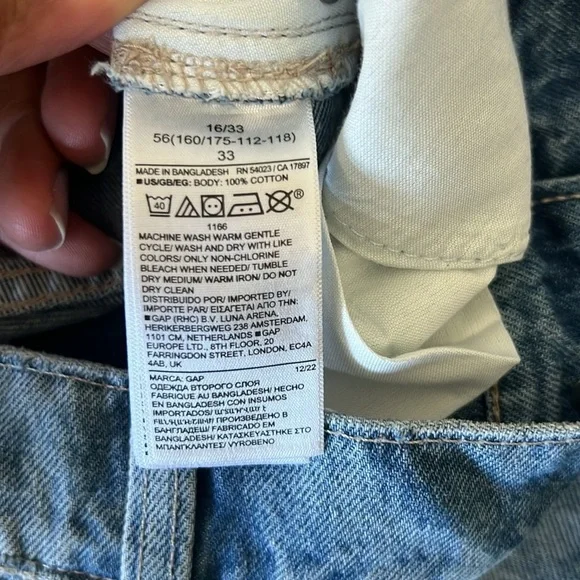 16/33
56(160/175-112-118)
33
MADE IN BANGLADESH RN 54023 / CA 17897
■ US/GB/EG: BODY: 100% COTTON
40 ®
1166
MACHINE WASH WARM GENTLE
CYCLE/ WASH AND DRY WITH LIKE
COLORS/ ONLY NON-CHLORINE
BLEACH WHEN NEEDED/ TUMBLE
DRY MEDIUM/ WARM IRON/ DO NOT
DRY CLEAN
DISTRIBUIDO POR/ IMPORTED BY/
IMPORTE PAR/ ΕΙΣΑΓΕΤΑΙ ΑΠΟ ΤΗΝ:
■ GAP (RHC) B.V. LUNA ARENA,
HERIKERBERGWEG 238 AMSTERDAM,
1101 CM, NETHERLANDS ■ GAP
EUROPE LTD., 8TH FLOOR, 20
FARRINGDON STREET, LONDON, EC4A
4AB, UK
12/22
MARCA: GAP
ОДЕЖДА ВТОРОГО СЛОЯ
FABRIQUE AU BANGLADESH/ HECHO
EN BANGLADESH CON INSUMOS
IMPORTADOS/
ПРОИЗВЕДЕНО В
БАНГЛАДЕШ/ FABRICADO EM
BANGLADESH/ ΚΑΤΑΣΚΕΥΑΣΤΗΚΕ ΣΤΟ
ΜΠΑΝΓΚΛΑΝΤΕΣ/ VYROBENO